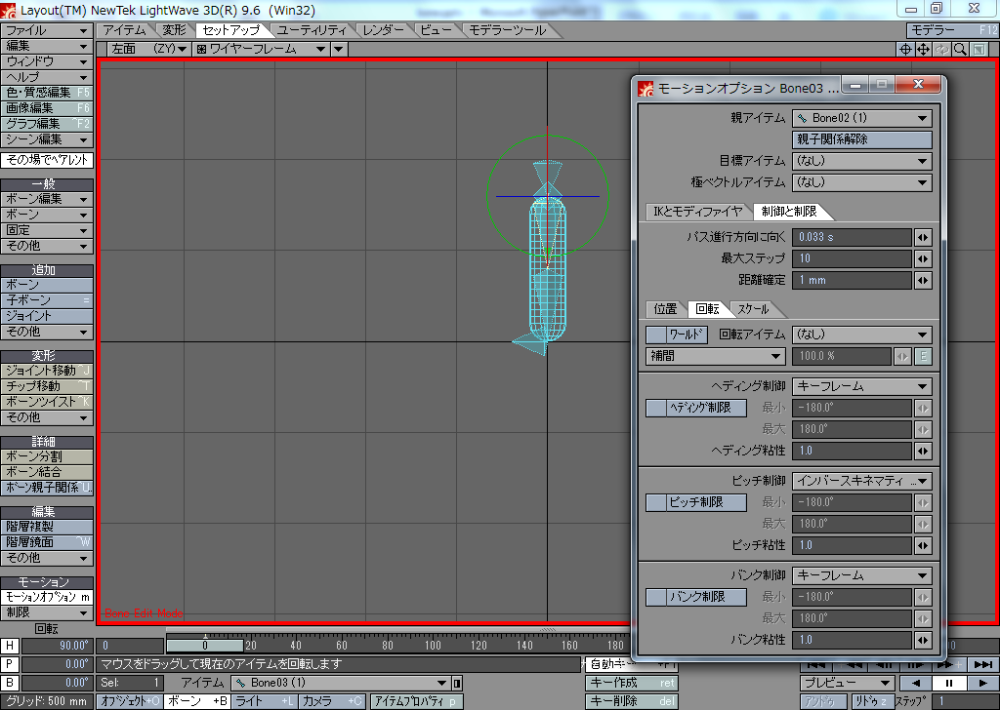 Layout(TM) NewTek LightWave 3D(R) 9.6 (Win32)
ファイル
編集
ウィンドウ
ヘルプ
色・質感編集 F5
画像編集 F6
グラフ編集 ^F2
シーン編集
その場でペアレント
一般
ボーン編集
ボーン
固定
その他
追加
ボーン
子ボーン =
ジョイント
その他
変形
ジョイント移動 J
チップ移動 T
ボーンツイスト ^K
その他
詳細
ボーン分割
ボーン結合
ボーン親子関係 U
編集
階層複製
階層鏡面 ^W
その他
モーション
モーションオプション m
制限
アイテム 変形 セットアップ ユーティリティ レンダー ビュー モデラーツール
モデラー F12
左面 (ZY) ワイヤーフレーム
Bone Edit Mode
モーションオプション Bone03 ...
親アイテム Bone02 (1)
親子関係解除
目標アイテム (なし)
極ベクトルアイテム (なし)
IKとモディファイヤ 制御と制限
パス進行方向に向く 0.033 s
最大ステップ 10
距離確定 1 mm
位置 回転 スケール
ワールド 回転アイテム (なし)
補間 100.0 % E
ヘディング制御 キーフレーム
ヘディング制限 最小 -180.0°
最大 180.0°
ヘディング粘性 1.0
ピッチ制御 インバースキネマティ ...
ピッチ制限 最小 -180.0°
最大 180.0°
ピッチ粘性 1.0
バンク制御 キーフレーム
バンク制限 最小 -180.0°
最大 180.0°
バンク粘性 1.0
回転
H 90.00° 0 0 20 40 60 80 100 120 140 160 180
P 0.00° マウスをドラッグして現在のアイテムを回転します 自動キー
B 0.00° Sel: 1 アイテム Bone03 (1) キー作成 ret プレビュー
グリッド: 500 mm オブジェクト+O ボーン +B ライト +L カメラ +C アイテムプロパティ p キー削除 del アンドゥ リドゥ z ステップ 1